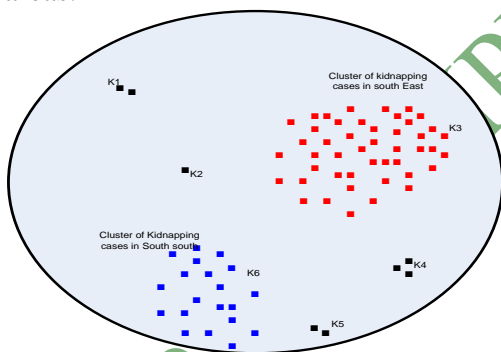 K1
Cluster of kidnapping
cases in south East
K3
K2
Cluster of Kidnapping
cases in South south
K6
K4
K5